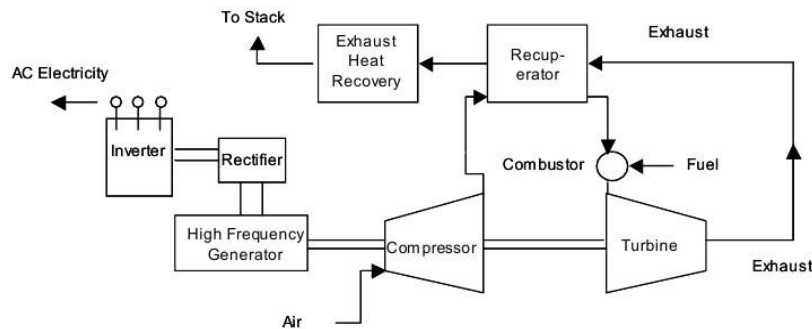 To Stack
Exhaust
Heat
Recovery
Recup-
erator
Exhaust
AC Electricity
Inverter
Rectifier
Combustor
Fuel
High Frequency
Generator
Compressor
Turbine
Exhaust
Air